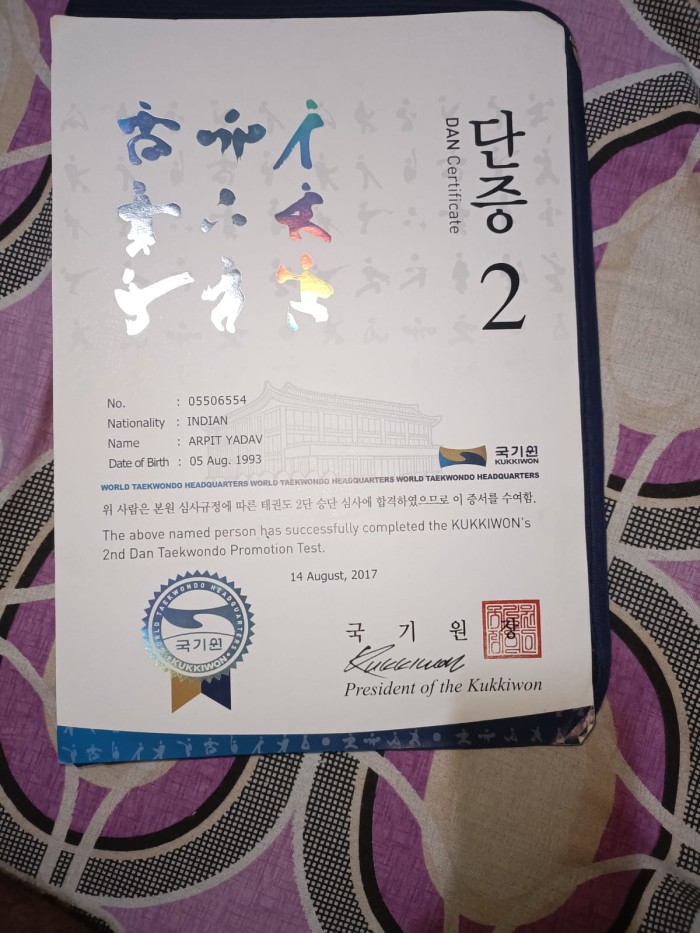 단증
DAN Certificate
2
No. : 05506554
Nationality : INDIAN
Name : ARPIT YADAV
Date of Birth : 05 Aug. 1993
국기원
KUKKIWON
WORLD TAEKWONDO HEADQUARTERS WORLD TAEKWONDO HEADQUARTERS WORLD TAEKWONDO HEADQUARTERS
위 사람은 본원 심사규정에 따른 태권도 2단 승단 심사에 합격하였으므로 이 증서를 수여함.
The above named person has successfully completed the KUKKIWON's
2nd Dan Taekwondo Promotion Test.
14 August, 2017
WORLD TAEKWONDO HEADQUARTERS
국기원
KUKKIWON
국 기 원 장
Kukkiwon
President of the Kukkiwon